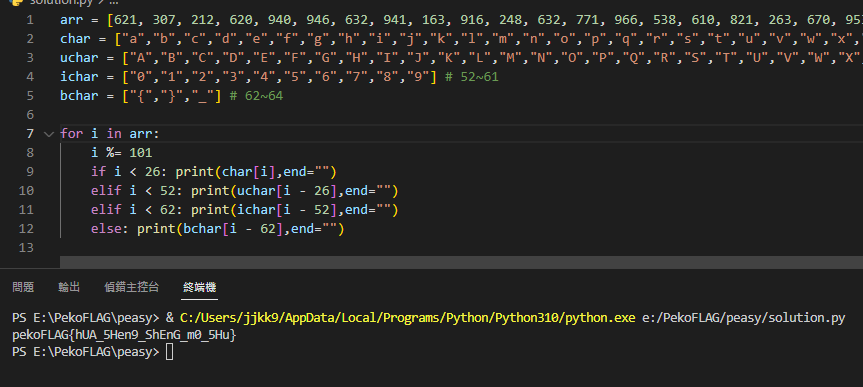 solution.py > ...
1 arr = [621, 307, 212, 620, 940, 946, 632, 941, 163, 916, 248, 632, 771, 966, 538, 610, 821, 263, 670, 95
2 char = ["a","b","c","d","e","f","g","h","i","j","k","l","m","n","o","p","q","r","s","t","u","v","w","x",
3 uchar = ["A","B","C","D","E","F","G","H","I","J","K","L","M","N","O","P","Q","R","S","T","U","V","W","X"
4 ichar = ["0","1","2","3","4","5","6","7","8","9"] # 52~61
5 bchar = ["{","}","_"] # 62~64
6
7 for i in arr:
8 i %= 101
9 if i < 26: print(char[i],end="")
10 elif i < 52: print(uchar[i - 26],end="")
11 elif i < 62: print(ichar[i - 52],end="")
12 else: print(bchar[i - 62],end="")
13
問題 輸出 偵錯主控台 終端機
PS E:\PekoFLAG\peasy> & C:/Users/jjkk9/AppData/Local/Programs/Python/Python310/python.exe e:/PekoFLAG/peasy/solution.py
pekoFLAG{hUA_5Hen9_ShEnG_m0_5Hu}
PS E:\PekoFLAG\peasy>